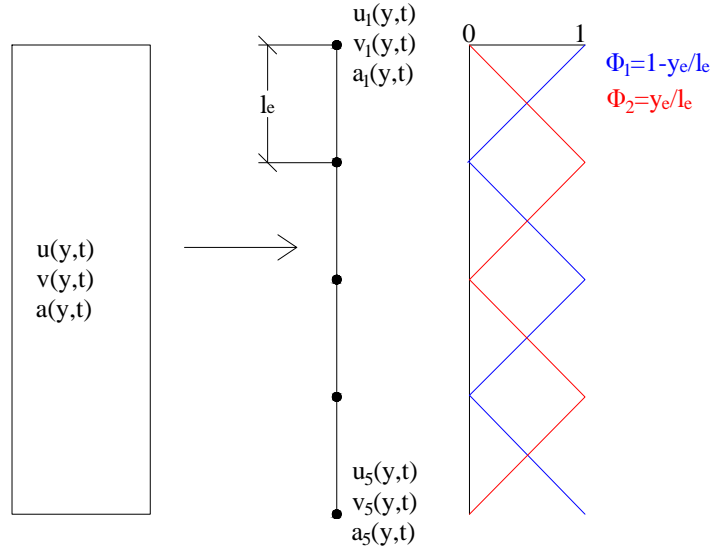 u₁(y,t)
v₁(y,t)
a₁(y,t)
0 1
Φ₁=1-yₑ/lₑ
Φ₂=yₑ/lₑ
lₑ
u(y,t)
v(y,t)
a(y,t)
u₅(y,t)
v₅(y,t)
a₅(y,t)